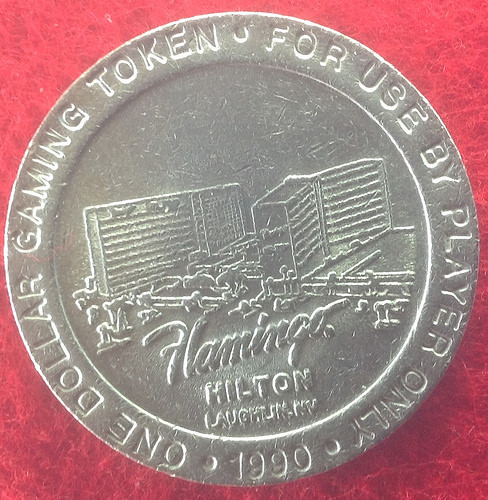 ONE DOLLAR GAMING TOKEN • FOR USE BY PLAYER ONLY •
1990 •
Flamingo
HILTON
LAUGHLIN-NV